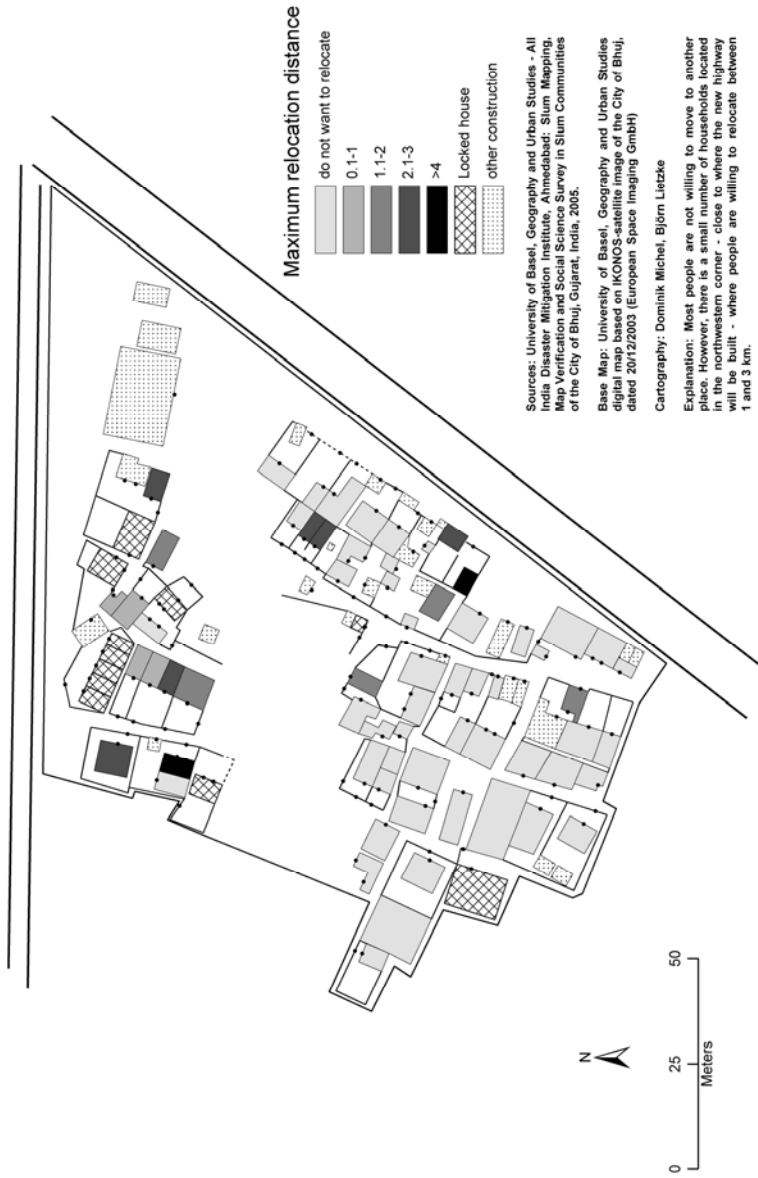 Maximum relocation distance
do not want to relocate
0.1-1
1.1-2
2.1-3
>4
Locked house
other construction
Sources: University of Basel, Geography and Urban Studies - All
India Disaster Mitigation Institute, Ahmedabad: Slum Mapping,
Map Verification and Social Science Survey in Slum Communities
of the City of Bhuj, Gujarat, India, 2005.
Base Map: University of Basel, Geography and Urban Studies
digital map based on IKONOS-satellite image of the City of Bhuj,
dated 20/12/2003 (European Space Imaging GmbH)
Cartography: Dominik Michel, Björn Lietzke
Explanation: Most people are not willing to move to another
place. However, there is a small number of households located
in the northwestern corner - close to where the new highway
will be built - where people are willing to relocate between
1 and 3 km.
N
0 25 50
Meters